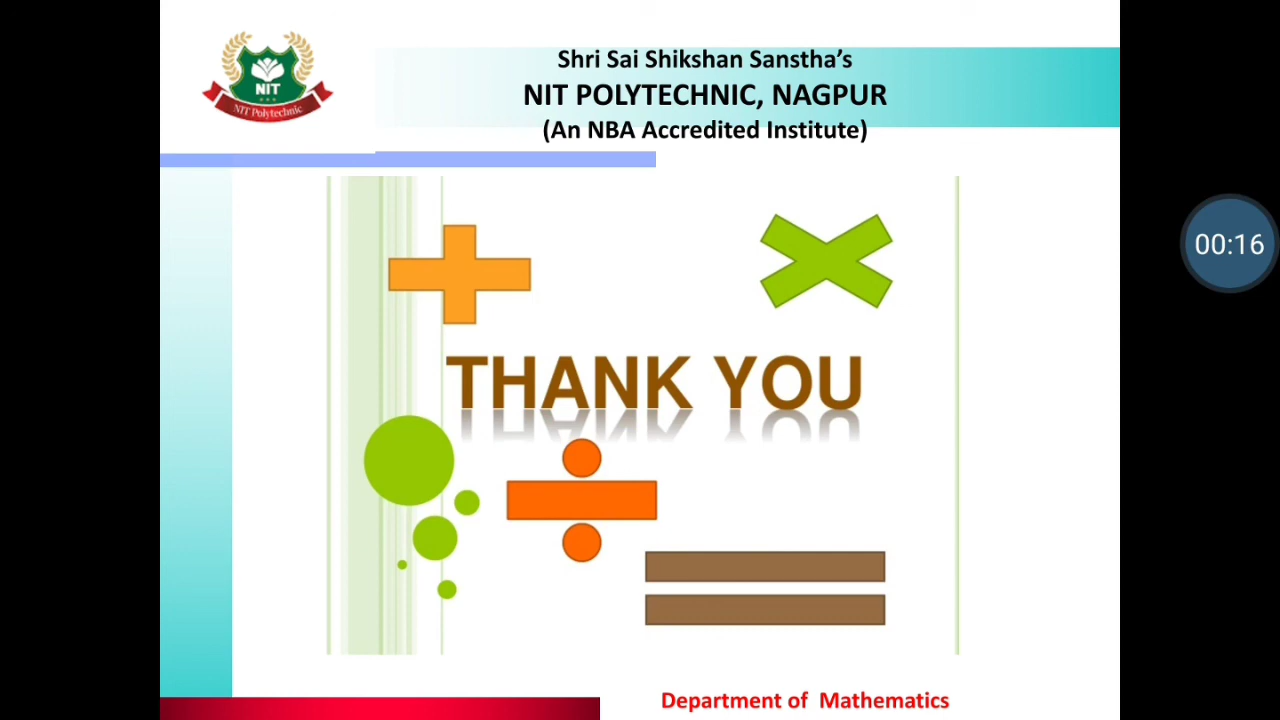 Shri Sai Shikshan Sanstha’s
NIT POLYTECHNIC, NAGPUR
(An NBA Accredited Institute)
NIT
NIT Polytechnic
00:16
THANK YOU
Department of Mathematics